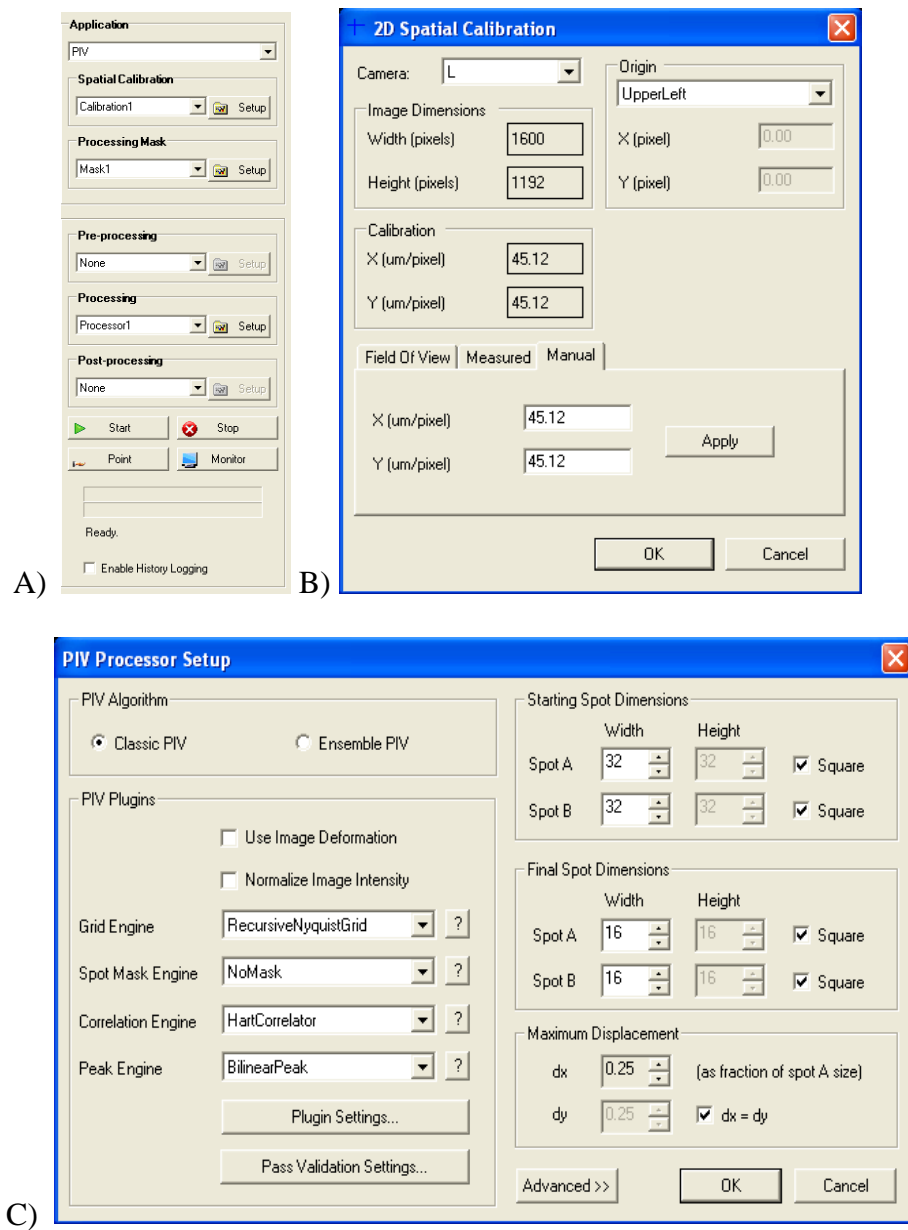 Application
PIV
Spatial Calibration
Calibration1 Setup
Processing Mask
Mask1 Setup
Pre-processing
None Setup
Processing
Processor1 Setup
Post-processing
None Setup
Start Stop
Point Monitor
Ready.
Enable History Logging
A)
2D Spatial Calibration
Camera: L
Image Dimensions
Width (pixels) 1600
Height (pixels) 1192
Origin
UpperLeft
X (pixel) 0.00
Y (pixel) 0.00
Calibration
X (um/pixel) 45.12
Y (um/pixel) 45.12
Field Of View Measured Manual
X (um/pixel) 45.12
Y (um/pixel) 45.12
Apply
OK Cancel
B)
PIV Processor Setup
PIV Algorithm
Classic PIV Ensemble PIV
PIV Plugins
Use Image Deformation
Normalize Image Intensity
Grid Engine RecursiveNyquistGrid ?
Spot Mask Engine NoMask ?
Correlation Engine HartCorrelator ?
Peak Engine BilinearPeak ?
Plugin Settings...
Pass Validation Settings...
Starting Spot Dimensions
Width Height
Spot A 32 32 Square
Spot B 32 32 Square
Final Spot Dimensions
Width Height
Spot A 16 16 Square
Spot B 16 16 Square
Maximum Displacement
dx 0.25 (as fraction of spot A size)
dy 0.25 dx = dy
Advanced >> OK Cancel
C)